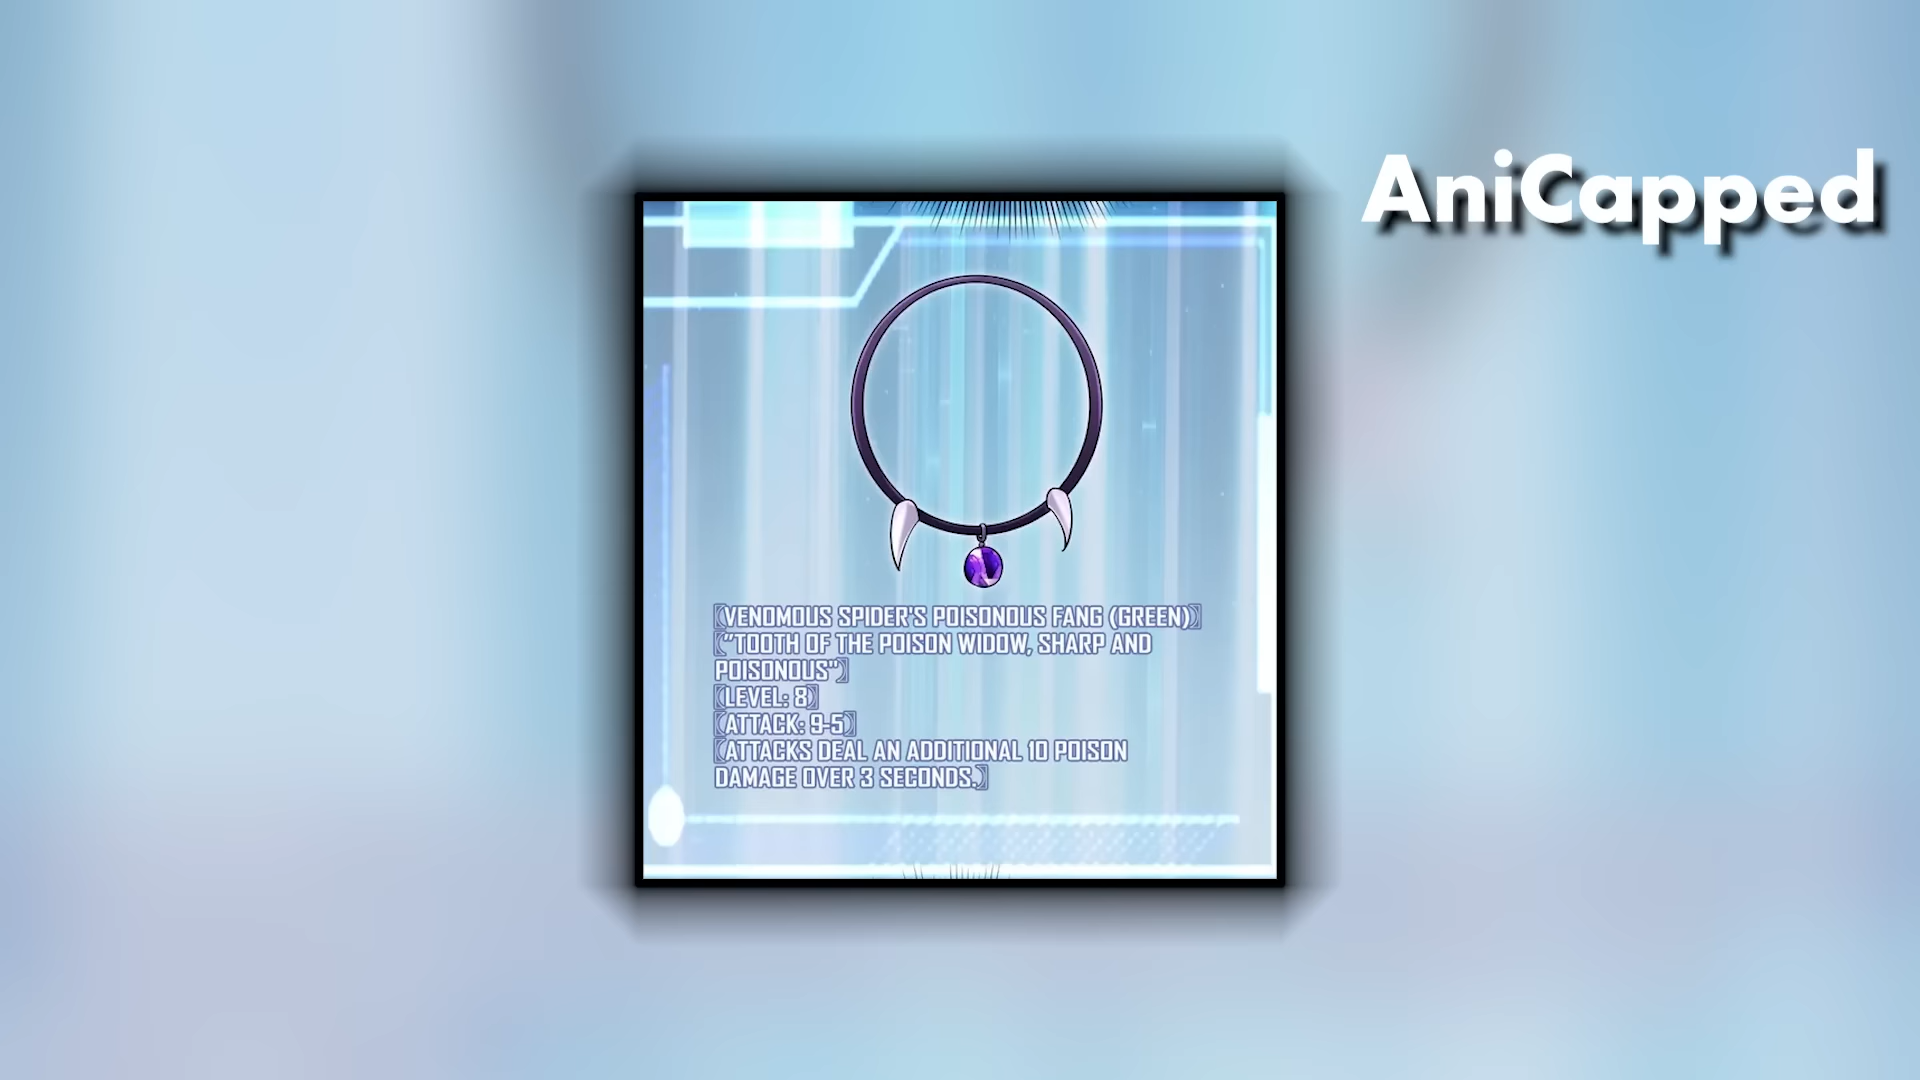 AniCapped
〖VENOMOUS SPIDER'S POISONOUS FANG (GREEN)〗
〖"TOOTH OF THE POISON WIDOW, SHARP AND
POISONOUS"〗
〖LEVEL: 8〗
〖ATTACK: 9-5〗
〖ATTACKS DEAL AN ADDITIONAL 10 POISON
DAMAGE OVER 3 SECONDS.〗